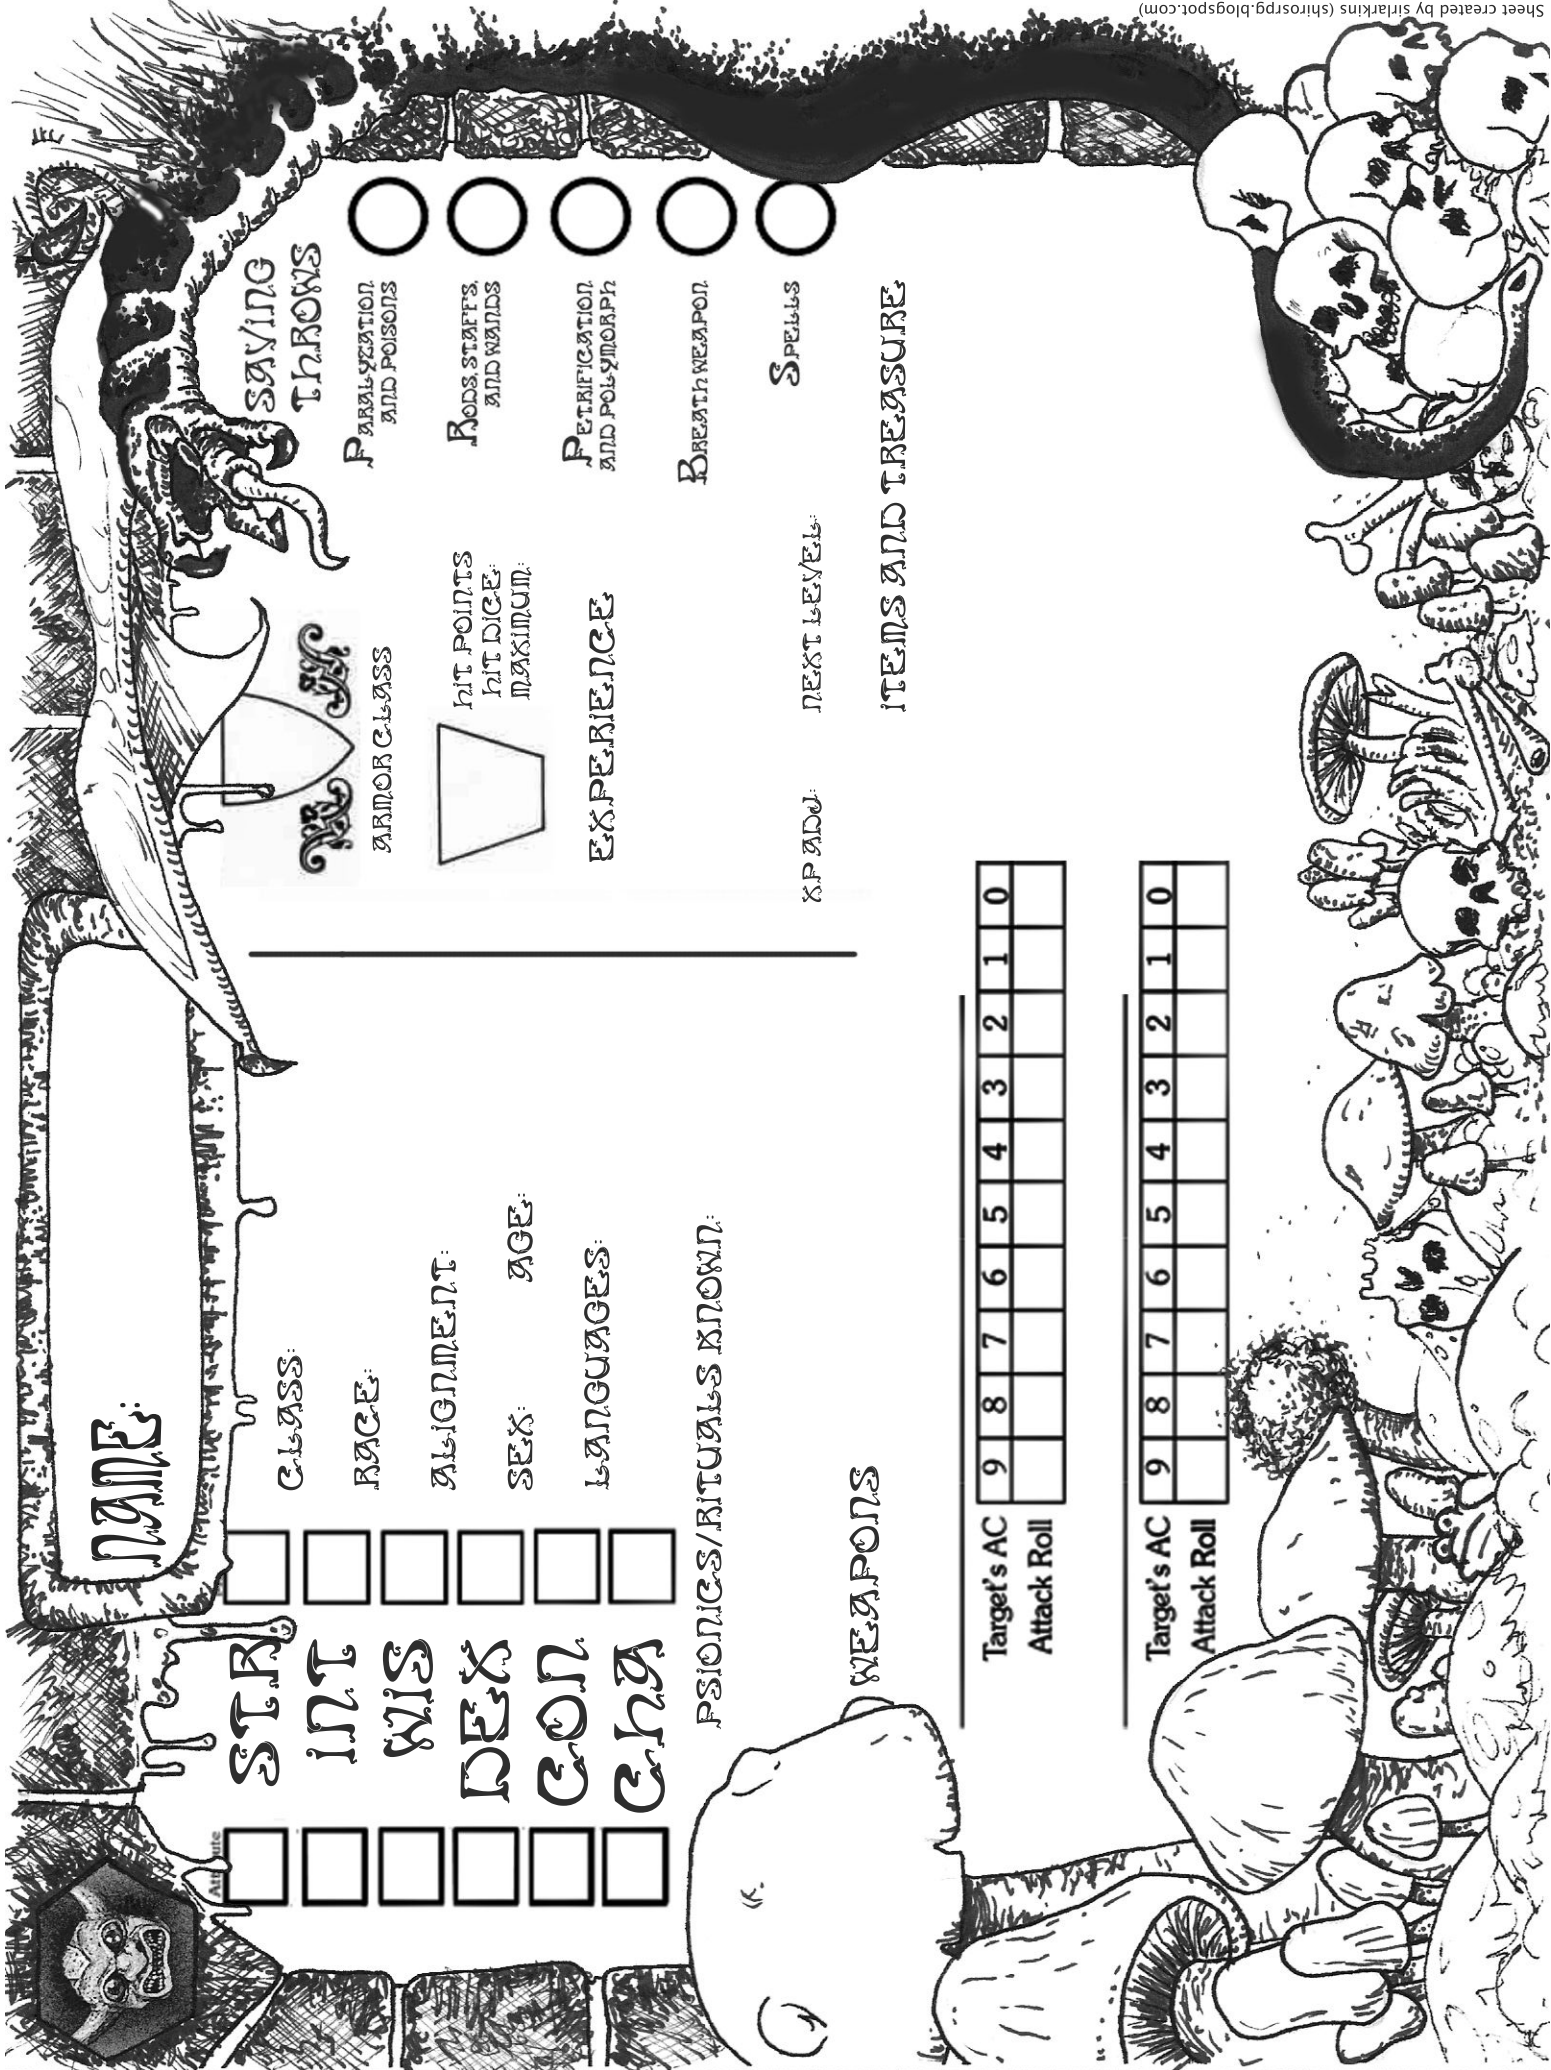 NAME:
STR
INT
WIS
DEX
CON
CHA
CLASS:
RACE:
ALIGNMENT:
SEX: AGE:
LANGUAGES:
PSIONICS/RITUALS KNOWN:
ARMOR CLASS
HIT POINTS
HIT DICE:
MAXIMUM:
EXPERIENCE
XP ADJ: NEXT LEVEL:
SAVING
THROWS
PARALYZATION
AND POISONS
RODS, STAFFS,
AND WANDS
PETRIFICATION
AND POLYMORPH
BREATH WEAPON
SPELLS
WEAPONS
Target's AC 9 8 7 6 5 4 3 2 1 0
Attack Roll
Target's AC 9 8 7 6 5 4 3 2 1 0
Attack Roll
ITEMS AND TREASURE
Sheet created by sirlarkins (shirosrpg.blogspot.com)